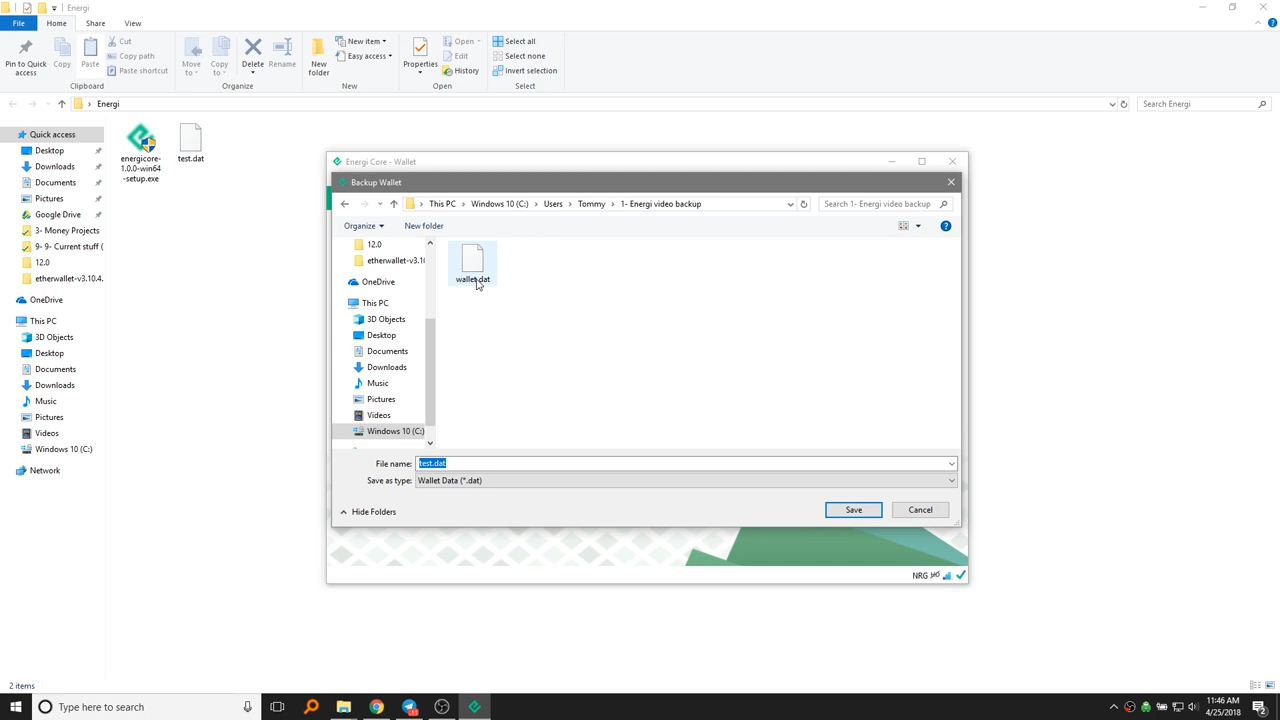 Energi
File
Home
Share
View
Pin to Quick access
Copy
Paste
Cut
Copy path
Paste shortcut
Clipboard
Move to
Copy to
Delete
Rename
Organize
New folder
New item
Easy access
New
Properties
Open
Edit
History
Open
Select all
Select none
Invert selection
Select
Energi
Search Energi
Quick access
Desktop
Downloads
Documents
Pictures
Google Drive
3- Money Projects
9- 9- Current stuff (
12.0
etherwallet-v3.10.4.
OneDrive
This PC
3D Objects
Desktop
Documents
Downloads
Music
Pictures
Videos
Windows 10 (C:)
Network
energicore-
1.0.0-win64
-setup.exe
test.dat
Energi Core - Wallet
Backup Wallet
This PC > Windows 10 (C:) > Users > Tommy > 1- Energi video backup
Search 1- Energi video backup
Organize
New folder
12.0
etherwallet-v3.10
OneDrive
This PC
3D Objects
Desktop
Documents
Downloads
Music
Pictures
Videos
Windows 10 (C:)
wallet.dat
File name: test.dat
Save as type: Wallet Data (*.dat)
Hide Folders
Save
Cancel
NRG
2 items
Type here to search
11:46 AM
4/25/2018